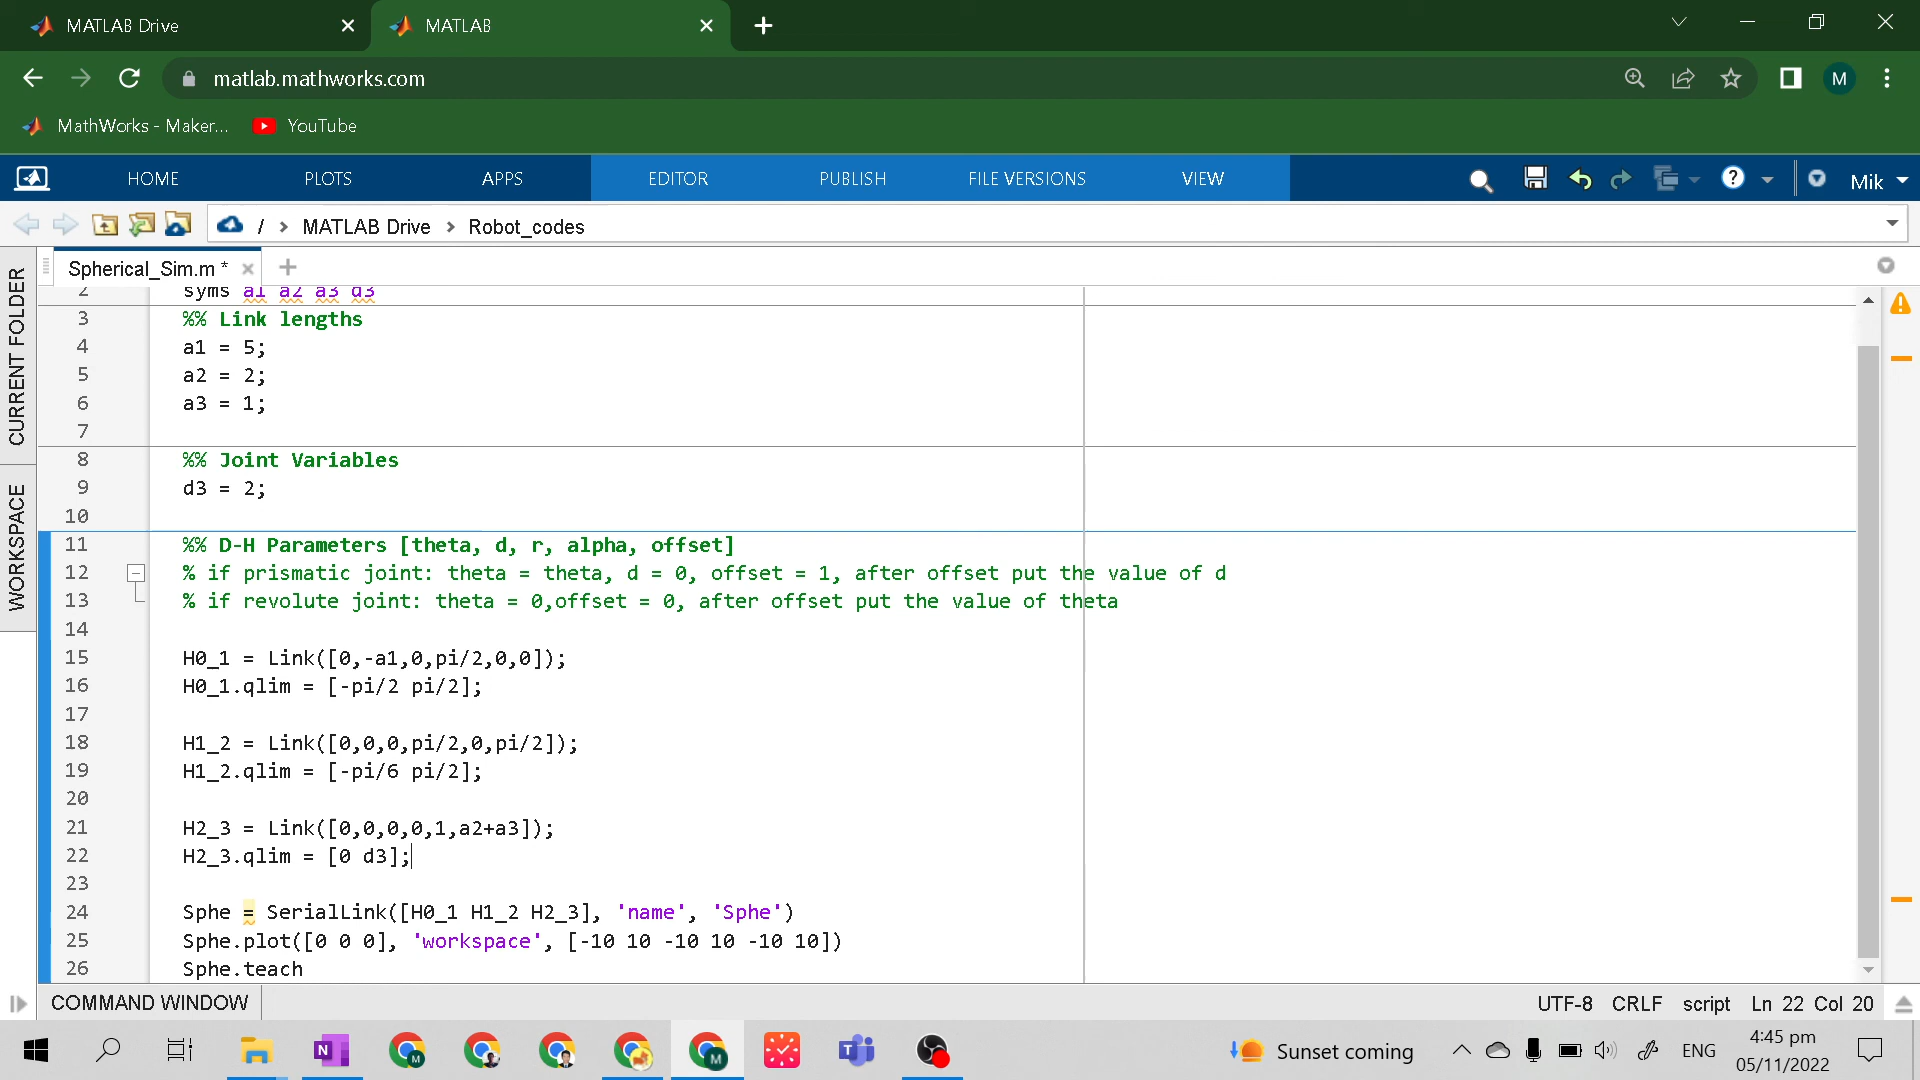 MATLAB Drive
MATLAB
matlab.mathworks.com
M
MathWorks - Maker...
YouTube
HOME
PLOTS
APPS
EDITOR
PUBLISH
FILE VERSIONS
VIEW
Mik
/ > MATLAB Drive > Robot_codes
CURRENT FOLDER
WORKSPACE
Spherical_Sim.m *
2 syms a1 a2 a3 d3
3 %% Link lengths
4 a1 = 5;
5 a2 = 2;
6 a3 = 1;
7
8 %% Joint Variables
9 d3 = 2;
10
11 %% D-H Parameters [theta, d, r, alpha, offset]
12 % if prismatic joint: theta = theta, d = 0, offset = 1, after offset put the value of d
13 % if revolute joint: theta = 0,offset = 0, after offset put the value of theta
14
15 H0_1 = Link([0,-a1,0,pi/2,0,0]);
16 H0_1.qlim = [-pi/2 pi/2];
17
18 H1_2 = Link([0,0,0,pi/2,0,pi/2]);
19 H1_2.qlim = [-pi/6 pi/2];
20
21 H2_3 = Link([0,0,0,0,1,a2+a3]);
22 H2_3.qlim = [0 d3];
23
24 Sphe = SerialLink([H0_1 H1_2 H2_3], 'name', 'Sphe')
25 Sphe.plot([0 0 0], 'workspace', [-10 10 -10 10 -10 10])
26 Sphe.teach
COMMAND WINDOW
UTF-8 CRLF script Ln 22 Col 20
Sunset coming
ENG
4:45 pm
05/11/2022